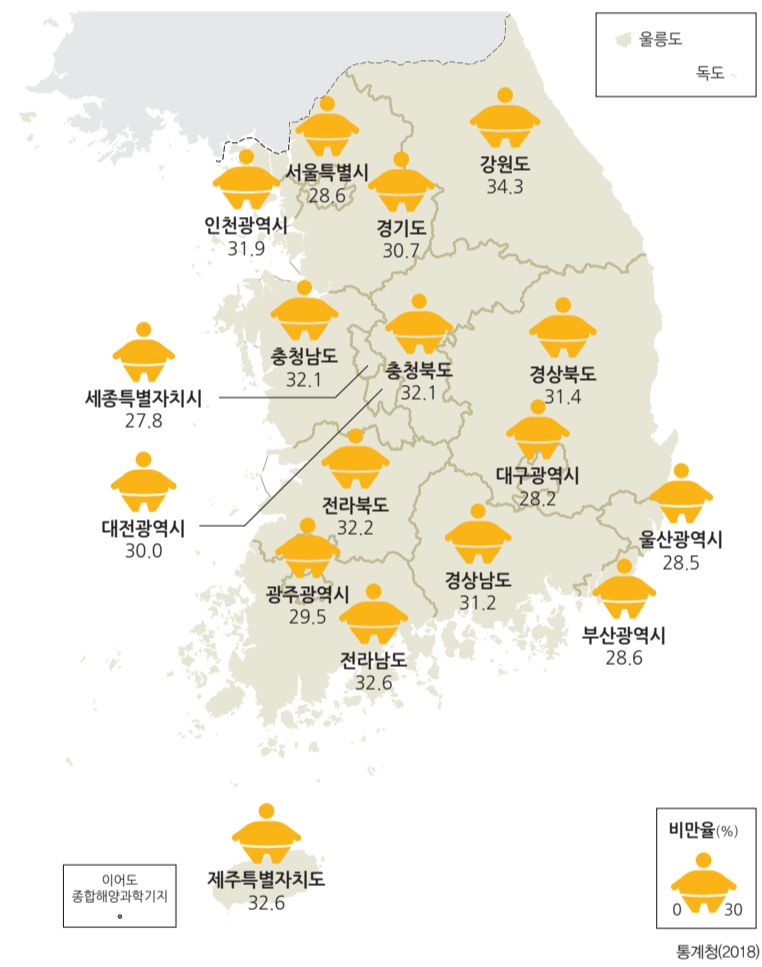 울릉도
독도
강원도
34.3
서울특별시
28.6
인천광역시
31.9
경기도
30.7
충청남도
32.1
충청북도
32.1
경상북도
31.4
세종특별자치시
27.8
대구광역시
28.2
전라북도
32.2
대전광역시
30.0
울산광역시
28.5
광주광역시
29.5
경상남도
31.2
부산광역시
28.6
전라남도
32.6
제주특별자치도
32.6
이어도
종합해양과학기지
비만율(%)
0 30
통계청(2018)